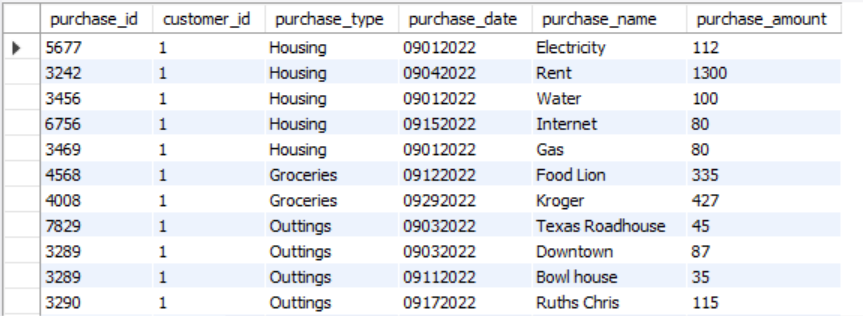 purchase_id customer_id purchase_type purchase_date purchase_name purchase_amount
5677 1 Housing 09012022 Electricity 112
3242 1 Housing 09042022 Rent 1300
3456 1 Housing 09012022 Water 100
6756 1 Housing 09152022 Internet 80
3469 1 Housing 09012022 Gas 80
4568 1 Groceries 09122022 Food Lion 335
4008 1 Groceries 09292022 Kroger 427
7829 1 Outtings 09032022 Texas Roadhouse 45
3289 1 Outtings 09032022 Downtown 87
3289 1 Outtings 09112022 Bowl house 35
3290 1 Outtings 09172022 Ruths Chris 115